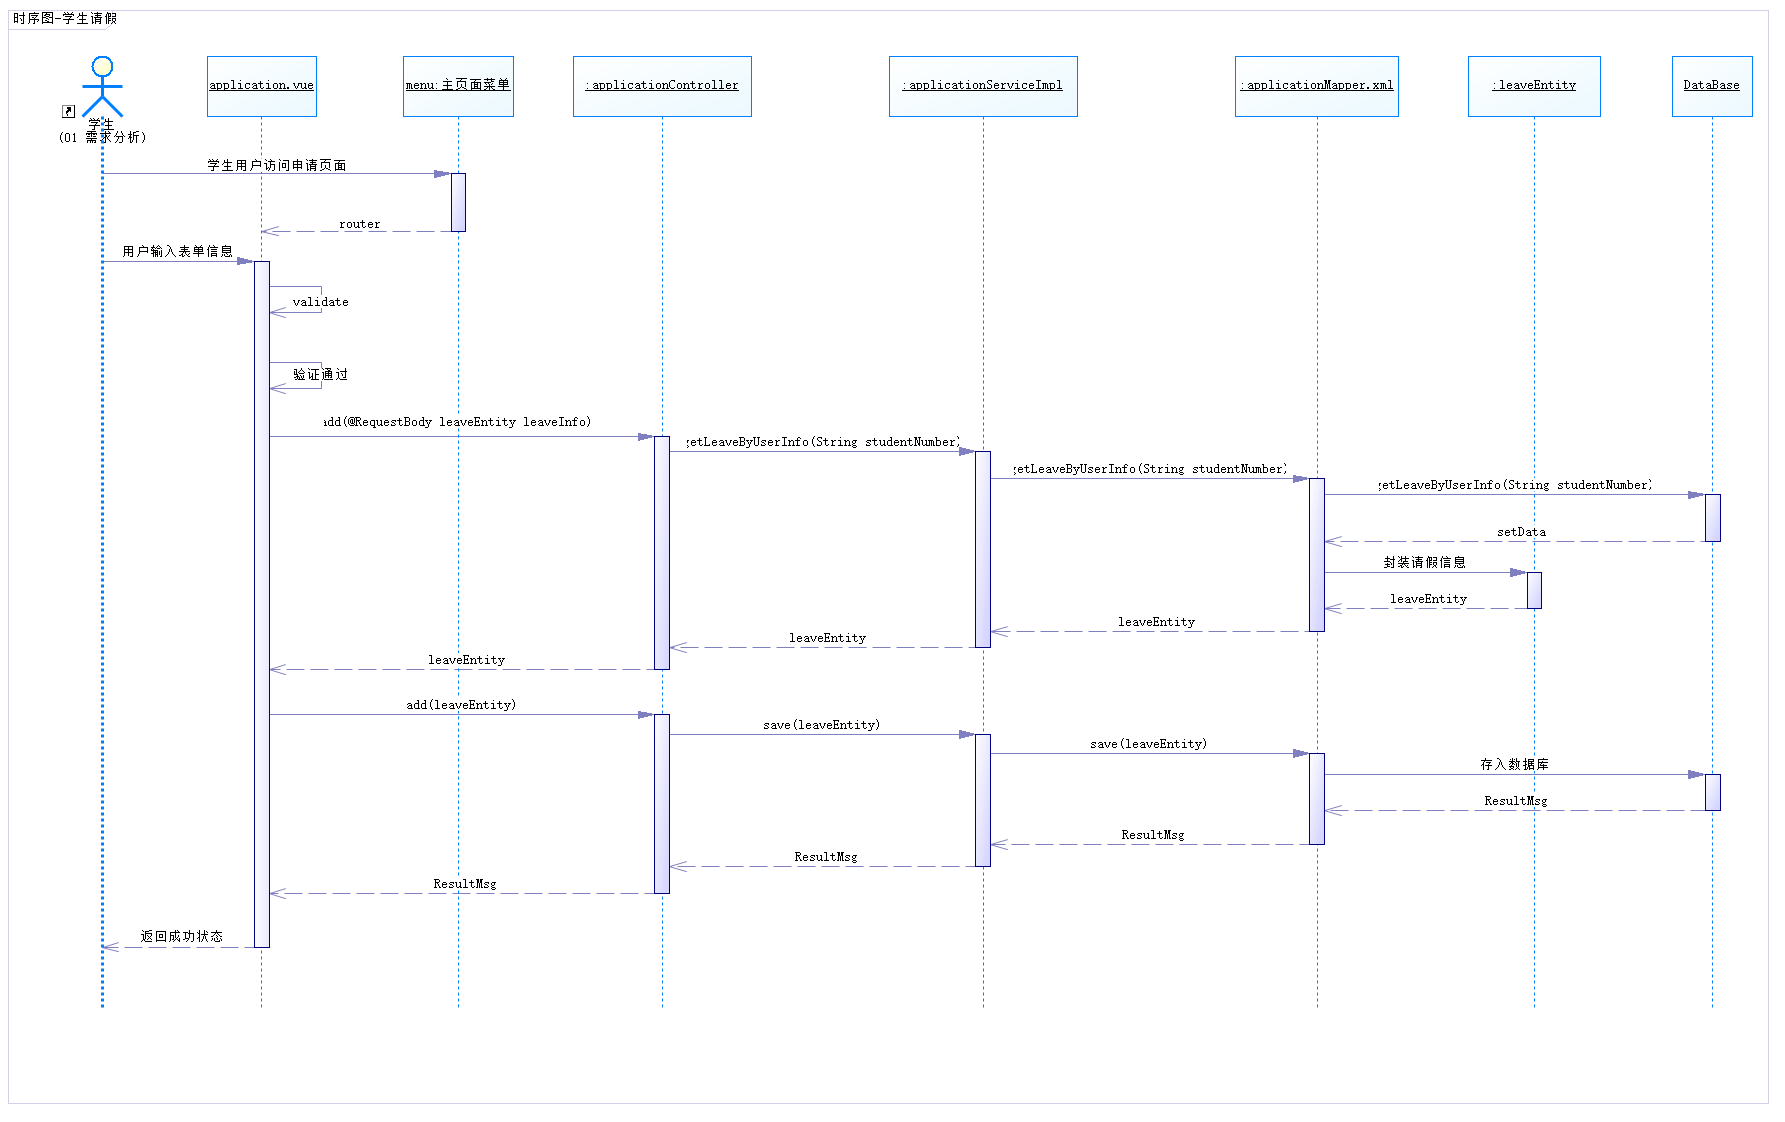 时序图-学生请假
application.vue
menu:主页面菜单
:applicationController
:applicationServiceImpl
:applicationMapper.xml
:leaveEntity
DataBase
学生
(01 需求分析)
学生用户访问申请页面
router
用户输入表单信息
validate
验证通过
add(@RequestBody leaveEntity leaveInfo)
getLeaveByUserInfo(String studentNumber)
getLeaveByUserInfo(String studentNumber)
getLeaveByUserInfo(String studentNumber)
setData
封装请假信息
leaveEntity
leaveEntity
leaveEntity
leaveEntity
add(leaveEntity)
save(leaveEntity)
save(leaveEntity)
存入数据库
ResultMsg
ResultMsg
ResultMsg
ResultMsg
返回成功状态